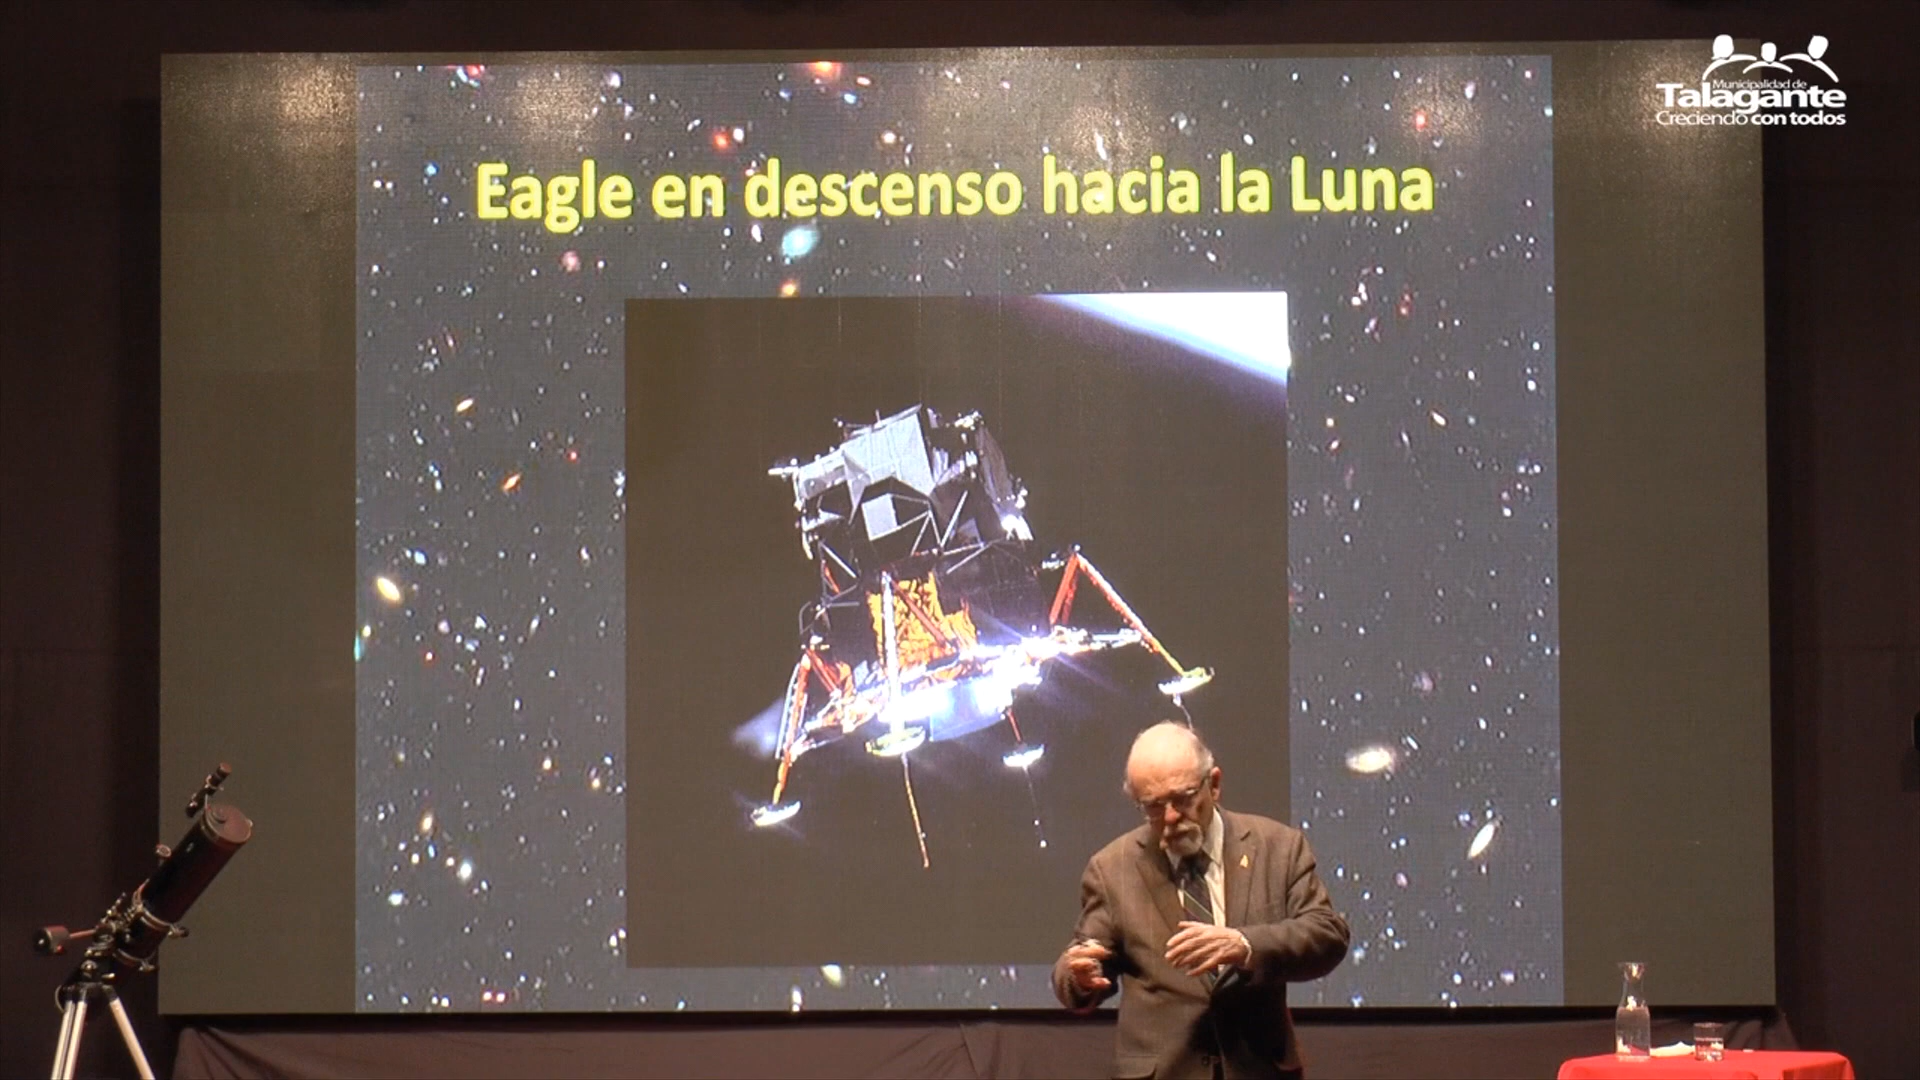 Municipalidad de
Talagante
Creciendo con todos
Eagle en descenso hacia la Luna